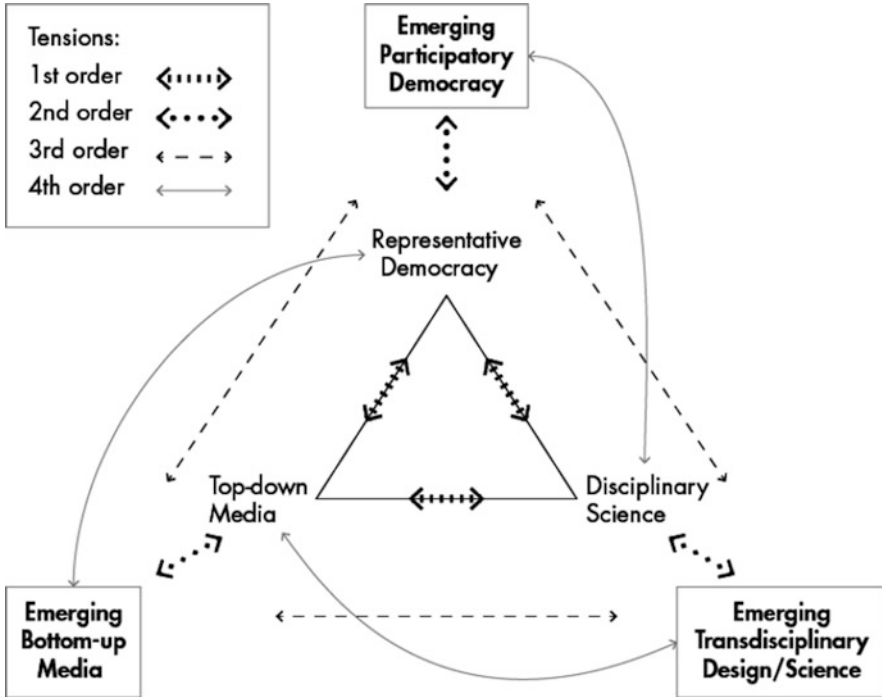 Tensions:
1st order
2nd order
3rd order
4th order
Emerging
Participatory
Democracy
Representative
Democracy
Top-down
Media
Disciplinary
Science
Emerging
Bottom-up
Media
Emerging
Transdisciplinary
Design/Science